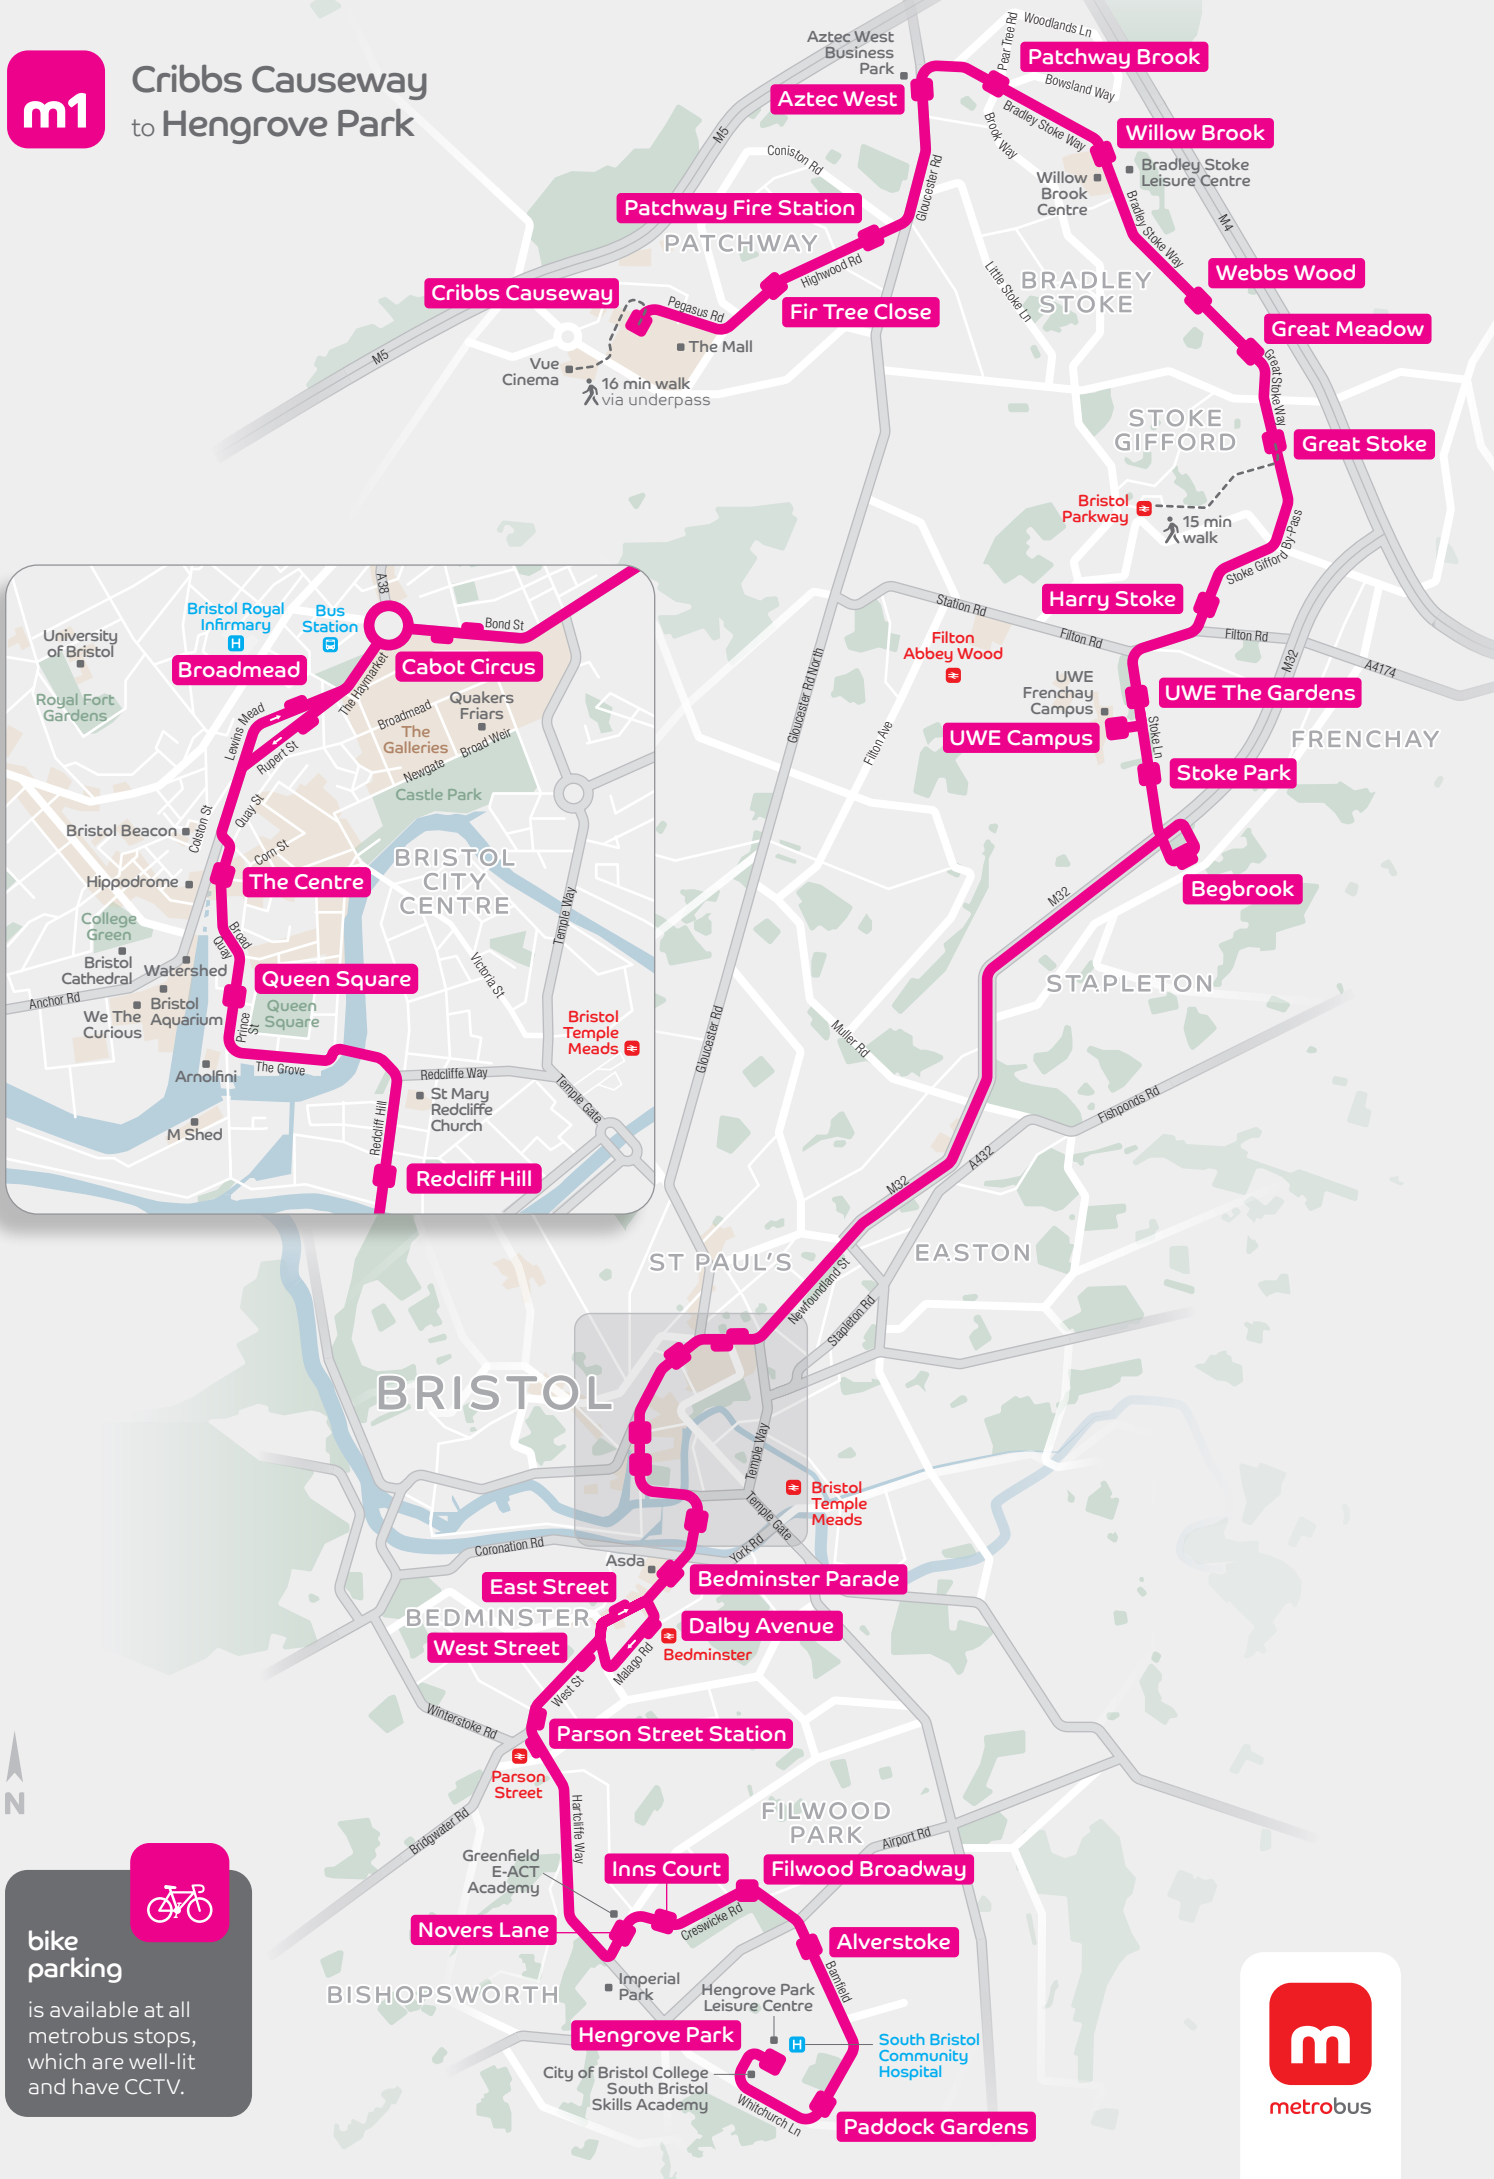 m1
Cribbs Causeway
to Hengrove Park
Aztec West
Business
Park
Aztec West
Pear Tree Rd
Woodlands Ln
Patchway Brook
Bowsland Way
Bradley Stoke Way
Brook Way
Willow Brook
Bradley Stoke
Leisure Centre
Willow
Brook
Centre
M5
Coniston Rd
Gloucester Rd
Patchway Fire Station
PATCHWAY
Highwood Rd
Bradley Stoke Way
M4
Little Stoke Ln
BRADLEY
STOKE
Webbs Wood
Cribbs Causeway
Pegasus Rd
Fir Tree Close
Great Meadow
The Mall
M5
Vue
Cinema
16 min walk
via underpass
Great Stoke Way
STOKE
GIFFORD
Great Stoke
Bristol
Parkway
15 min
walk
Stoke Gifford By-Pass
Harry Stoke
Station Rd
Filton Rd
Filton Rd
M32
A4174
Filton
Abbey Wood
UWE
Frenchay
Campus
UWE The Gardens
UWE Campus
Stoke Ln
FRENCHAY
Stoke Park
Gloucester Rd North
Filton Ave
Begbrook
M32
STAPLETON
Gloucester Rd
Muller Rd
Fishponds Rd
A432
M32
A38
Bristol Royal
Infirmary
Bus
Station
Bond St
University
of Bristol
Broadmead
Cabot Circus
Royal Fort
Gardens
The Haymarket
Quakers
Friars
Lewins Mead
Broadmead
The
Galleries
Broad Weir
Rupert St
Newgate
Castle Park
Quay St
Colston St
Bristol Beacon
Corn St
BRISTOL
CITY
CENTRE
Hippodrome
The Centre
Temple Way
College
Green
Broad
Quay
Bristol
Cathedral
Watershed
Victoria St
Queen Square
Anchor Rd
We The
Curious
Bristol
Aquarium
Prince
St
Queen
Square
Bristol
Temple
Meads
Arnolfini
The Grove
Redcliffe Way
Temple Gate
St Mary
Redcliffe
Church
M Shed
Redcliff Hill
Redcliff Hill
ST PAUL'S
EASTON
Newfoundland St
Stapleton Rd
BRISTOL
Temple Way
Bristol
Temple
Meads
Temple Gate
York Rd
Coronation Rd
Asda
Bedminster Parade
East Street
BEDMINSTER
Dalby Avenue
West Street
Bedminster
Malago Rd
West St
Winterstoke Rd
Parson Street Station
Parson
Street
N
Bridgwater Rd
Hartcliffe Way
FILWOOD
PARK
Airport Rd
Greenfield
E-ACT
Academy
Inns Court
Filwood Broadway
Novers Lane
Creswicke Rd
Alverstoke
Bamfield
BISHOPSWORTH
Imperial
Park
Hengrove Park
Leisure Centre
Hengrove Park
South Bristol
Community
Hospital
City of Bristol College
South Bristol
Skills Academy
Whitchurch Ln
Paddock Gardens
bike
parking
is available at all
metrobus stops,
which are well-lit
and have CCTV.
m
metrobus